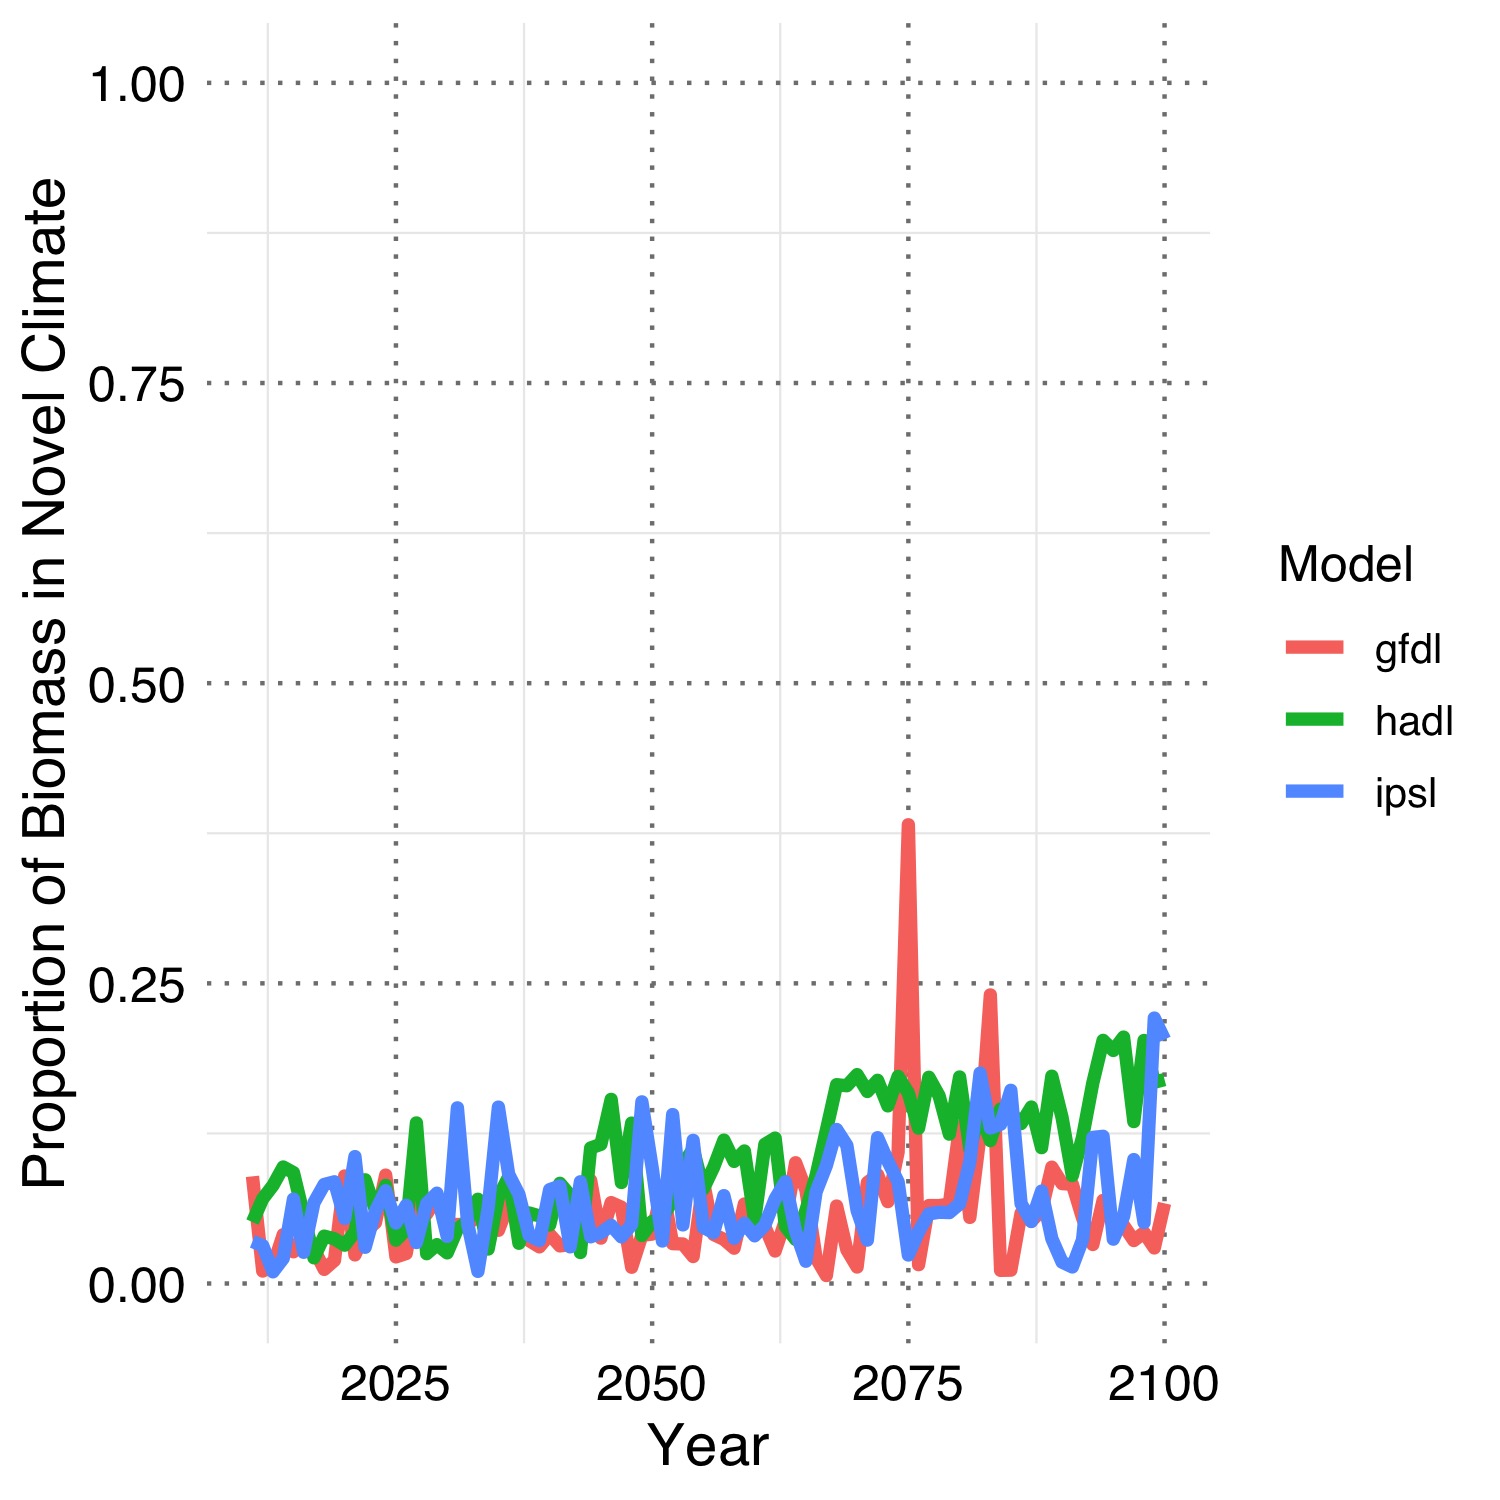 Proportion of Biomass in Novel Climate
1.00
0.75
0.50
0.25
0.00
2025 2050 2075 2100
Year
Model
gfdl
hadl
ipsl